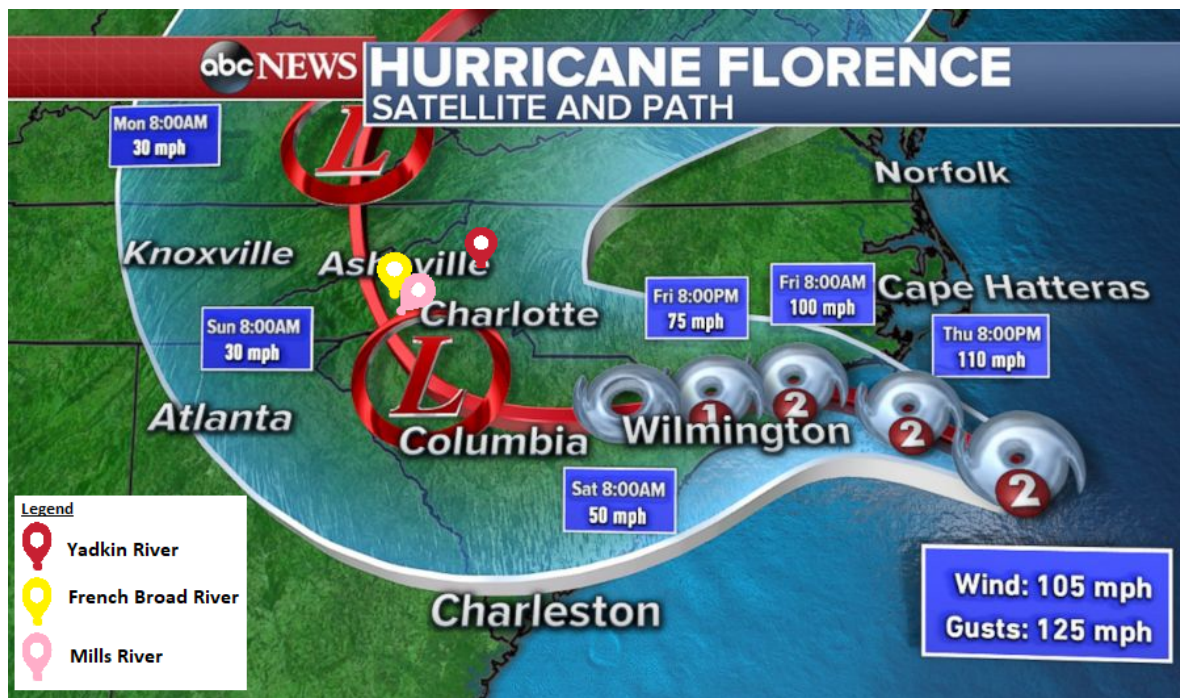 abc NEWS
HURRICANE FLORENCE
SATELLITE AND PATH
Mon 8:00AM
30 mph
L
Norfolk
Knoxville
Asheville
Fri 8:00PM
75 mph
Fri 8:00AM
100 mph
Cape Hatteras
Charlotte
Sun 8:00AM
30 mph
Thu 8:00PM
110 mph
L
Atlanta
Columbia
Wilmington
1
2
2
2
Sat 8:00AM
50 mph
Legend
Yadkin River
French Broad River
Mills River
Charleston
Wind: 105 mph
Gusts: 125 mph